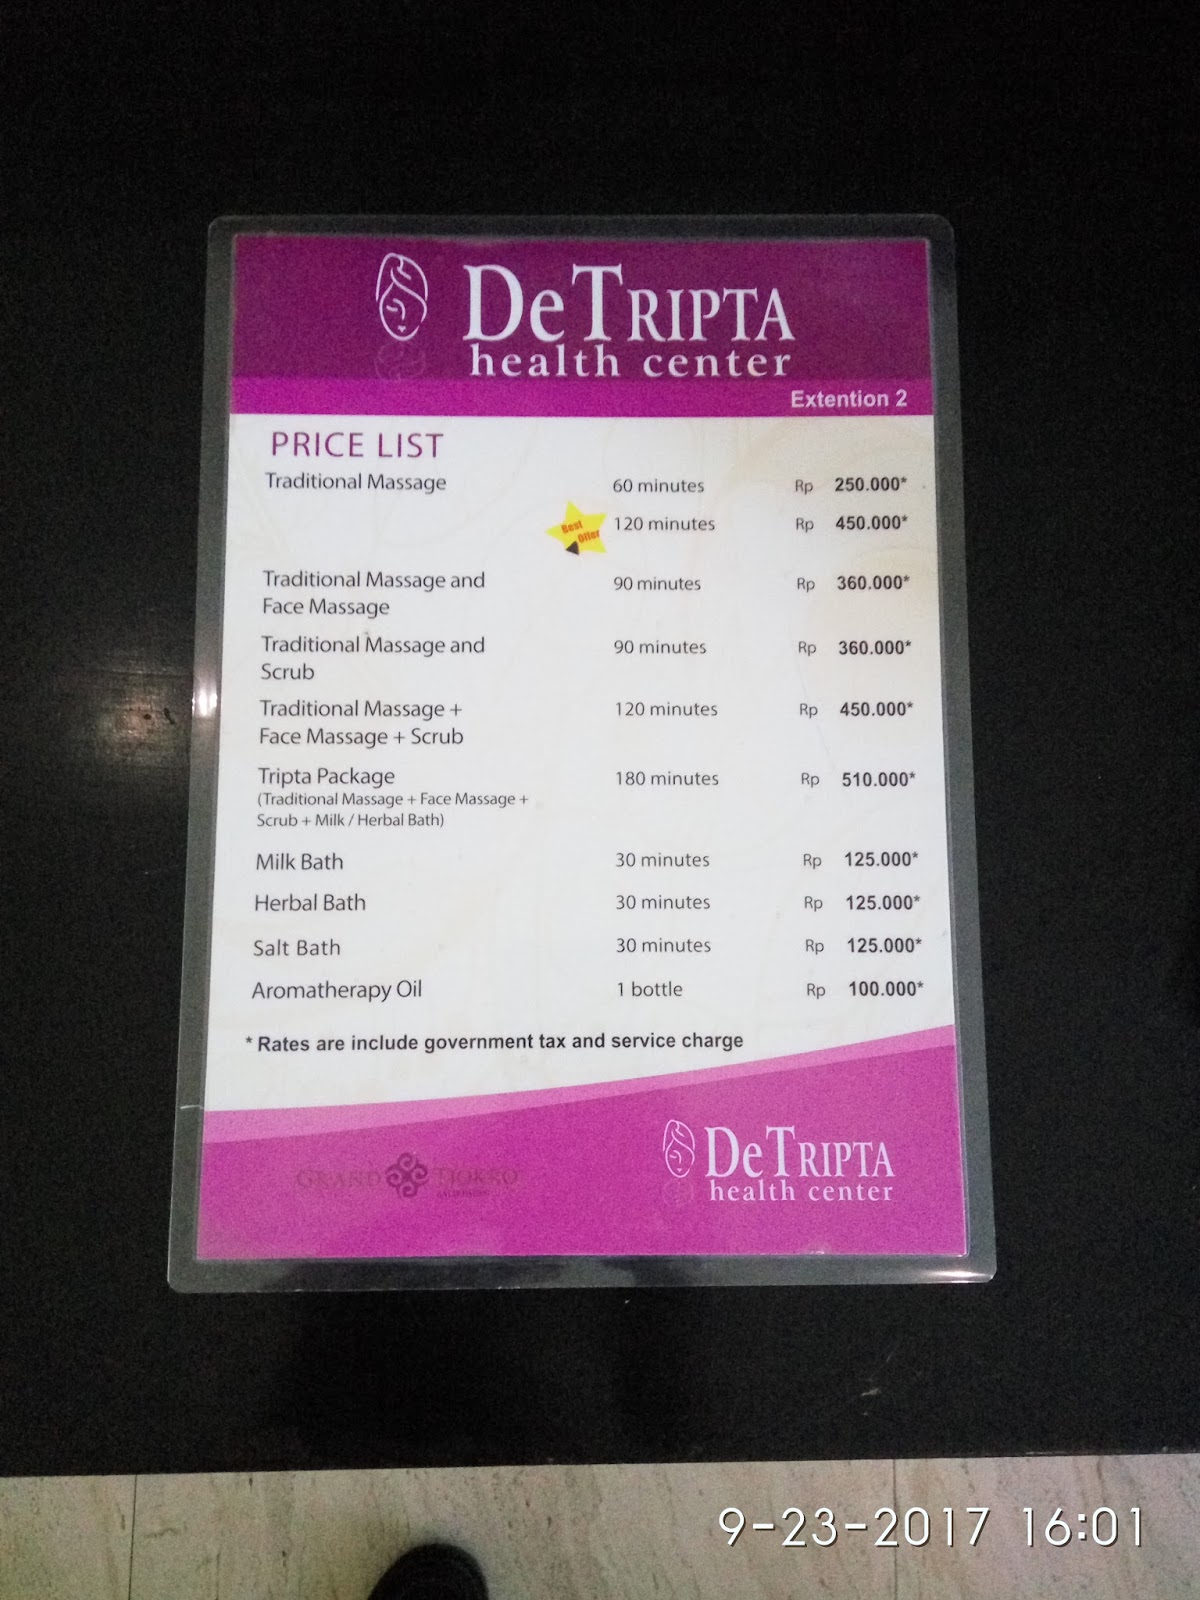 DeTRIPTA
health center
Extention 2
PRICE LIST
Traditional Massage 60 minutes Rp 250.000*
Best Offer 120 minutes Rp 450.000*
Traditional Massage and 90 minutes Rp 360.000*
Face Massage
Traditional Massage and 90 minutes Rp 360.000*
Scrub
Traditional Massage + 120 minutes Rp 450.000*
Face Massage + Scrub
Tripta Package 180 minutes Rp 510.000*
(Traditional Massage + Face Massage +
Scrub + Milk / Herbal Bath)
Milk Bath 30 minutes Rp 125.000*
Herbal Bath 30 minutes Rp 125.000*
Salt Bath 30 minutes Rp 125.000*
Aromatherapy Oil 1 bottle Rp 100.000*
* Rates are include government tax and service charge
GRAND TJOKRO
DeTRIPTA
health center
9-23-2017 16:01